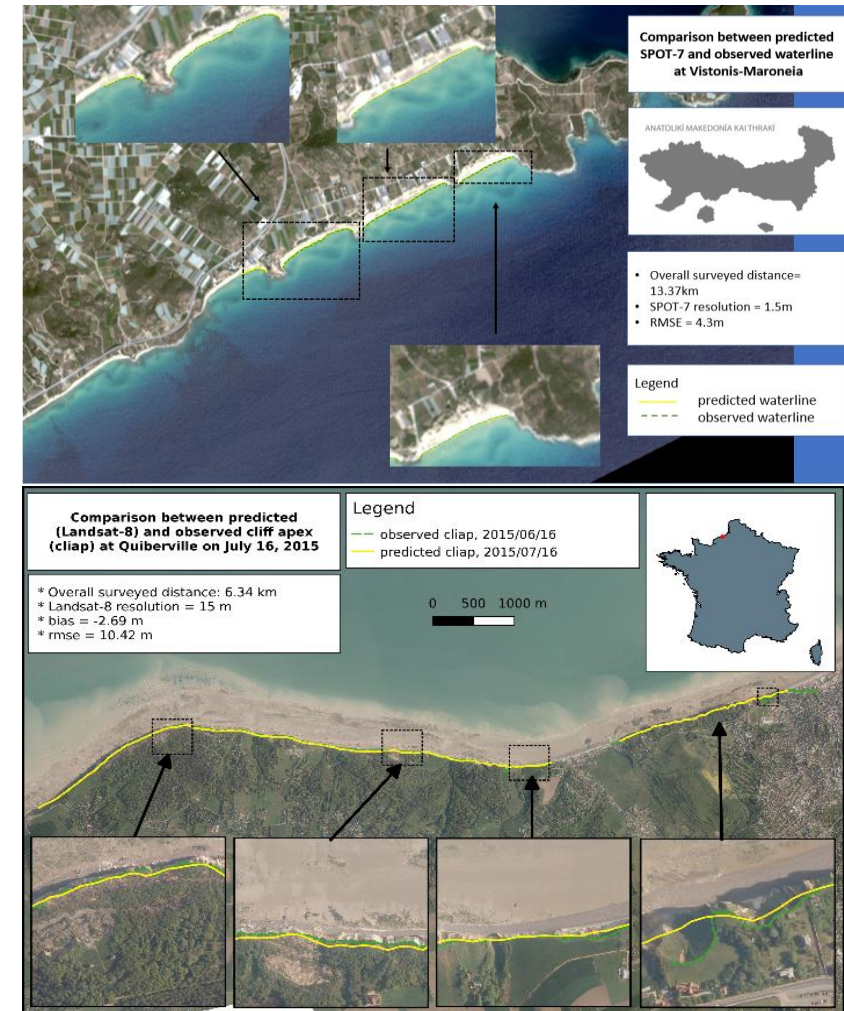 Comparison between predicted
SPOT-7 and observed waterline
at Vistonis-Maroneia
ANATOLIKÍ MAKEDONÍA KAI THRAKÍ
• Overall surveyed distance=
13.37km
• SPOT-7 resolution = 1.5m
• RMSE = 4.3m
Legend
predicted waterline
observed waterline
Comparison between predicted
(Landsat-8) and observed cliff apex
(cliap) at Quiberville on July 16, 2015
* Overall surveyed distance: 6.34 km
* Landsat-8 resolution = 15 m
* bias = -2.69 m
* rmse = 10.42 m
Legend
observed cliap, 2015/06/16
predicted cliap, 2015/07/16
0 500 1000 m